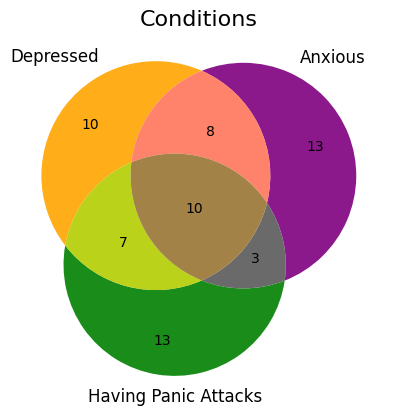 Conditions
Depressed
Anxious
10
8
13
10
7
3
13
Having Panic Attacks